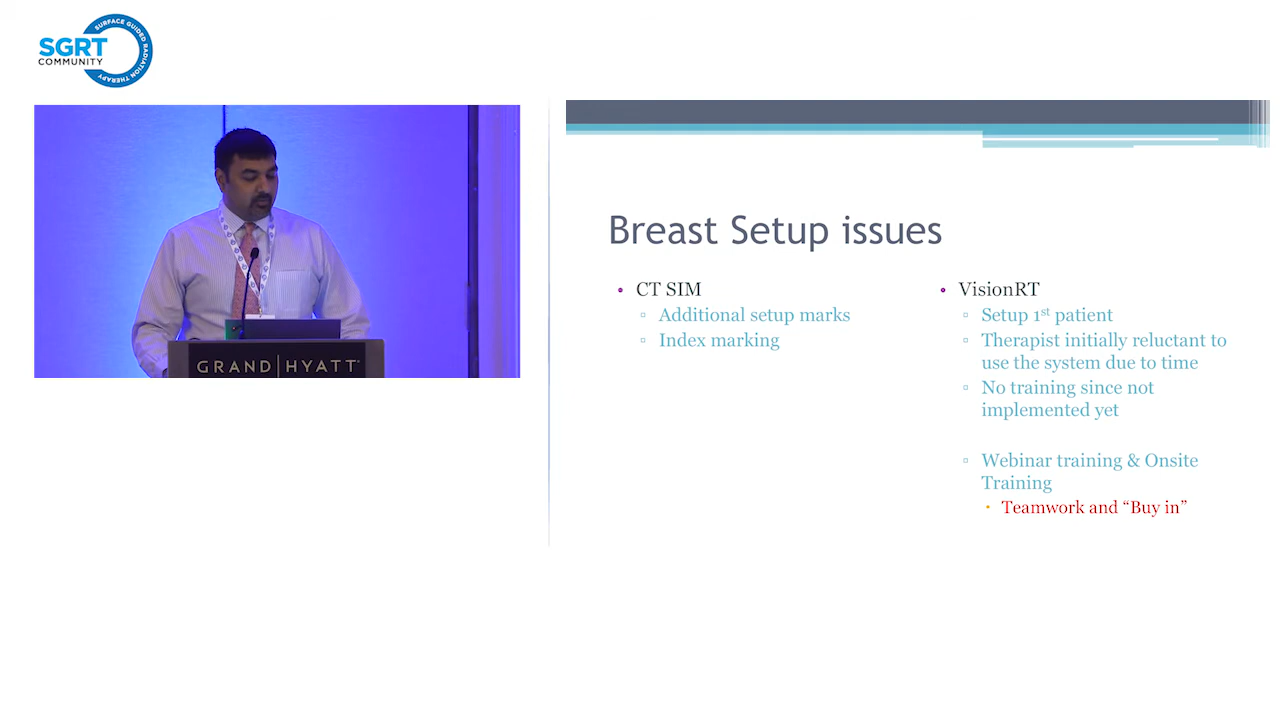 SURFACE GUIDED RADIATION THERAPY
SGRT
COMMUNITY
GRAND HYATT
Breast Setup issues
CT SIM
Additional setup marks
Index marking
VisionRT
Setup 1st patient
Therapist initially reluctant to
use the system due to time
No training since not
implemented yet
Webinar training & Onsite
Training
Teamwork and “Buy in”